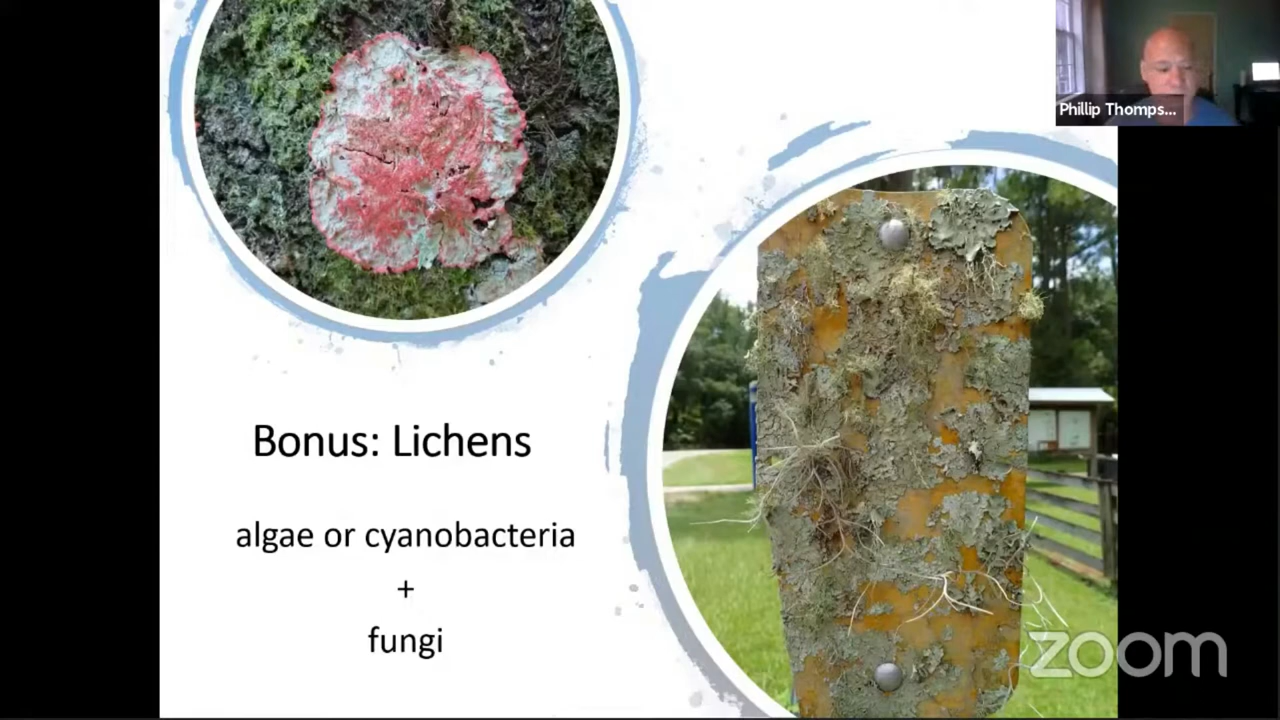 Phillip Thomps...
Bonus: Lichens
algae or cyanobacteria
+
fungi
zoom